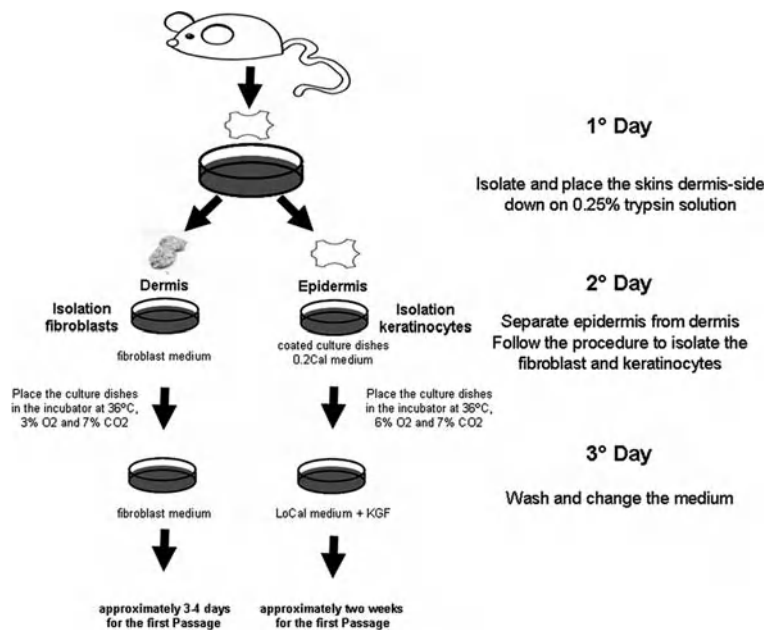 1° Day
Isolate and place the skins dermis-side
down on 0.25% trypsin solution
Dermis
Epidermis
Isolation
fibroblasts
Isolation
keratinocytes
fibroblast medium
coated culture dishes
0.2Cal medium
2° Day
Separate epidermis from dermis
Follow the procedure to isolate the
fibroblast and keratinocytes
Place the culture dishes
in the incubator at 36°C,
3% O2 and 7% CO2
Place the culture dishes
in the incubator at 36°C,
6% O2 and 7% CO2
3° Day
Wash and change the medium
fibroblast medium
LoCal medium + KGF
approximately 3-4 days
for the first Passage
approximately two weeks
for the first Passage